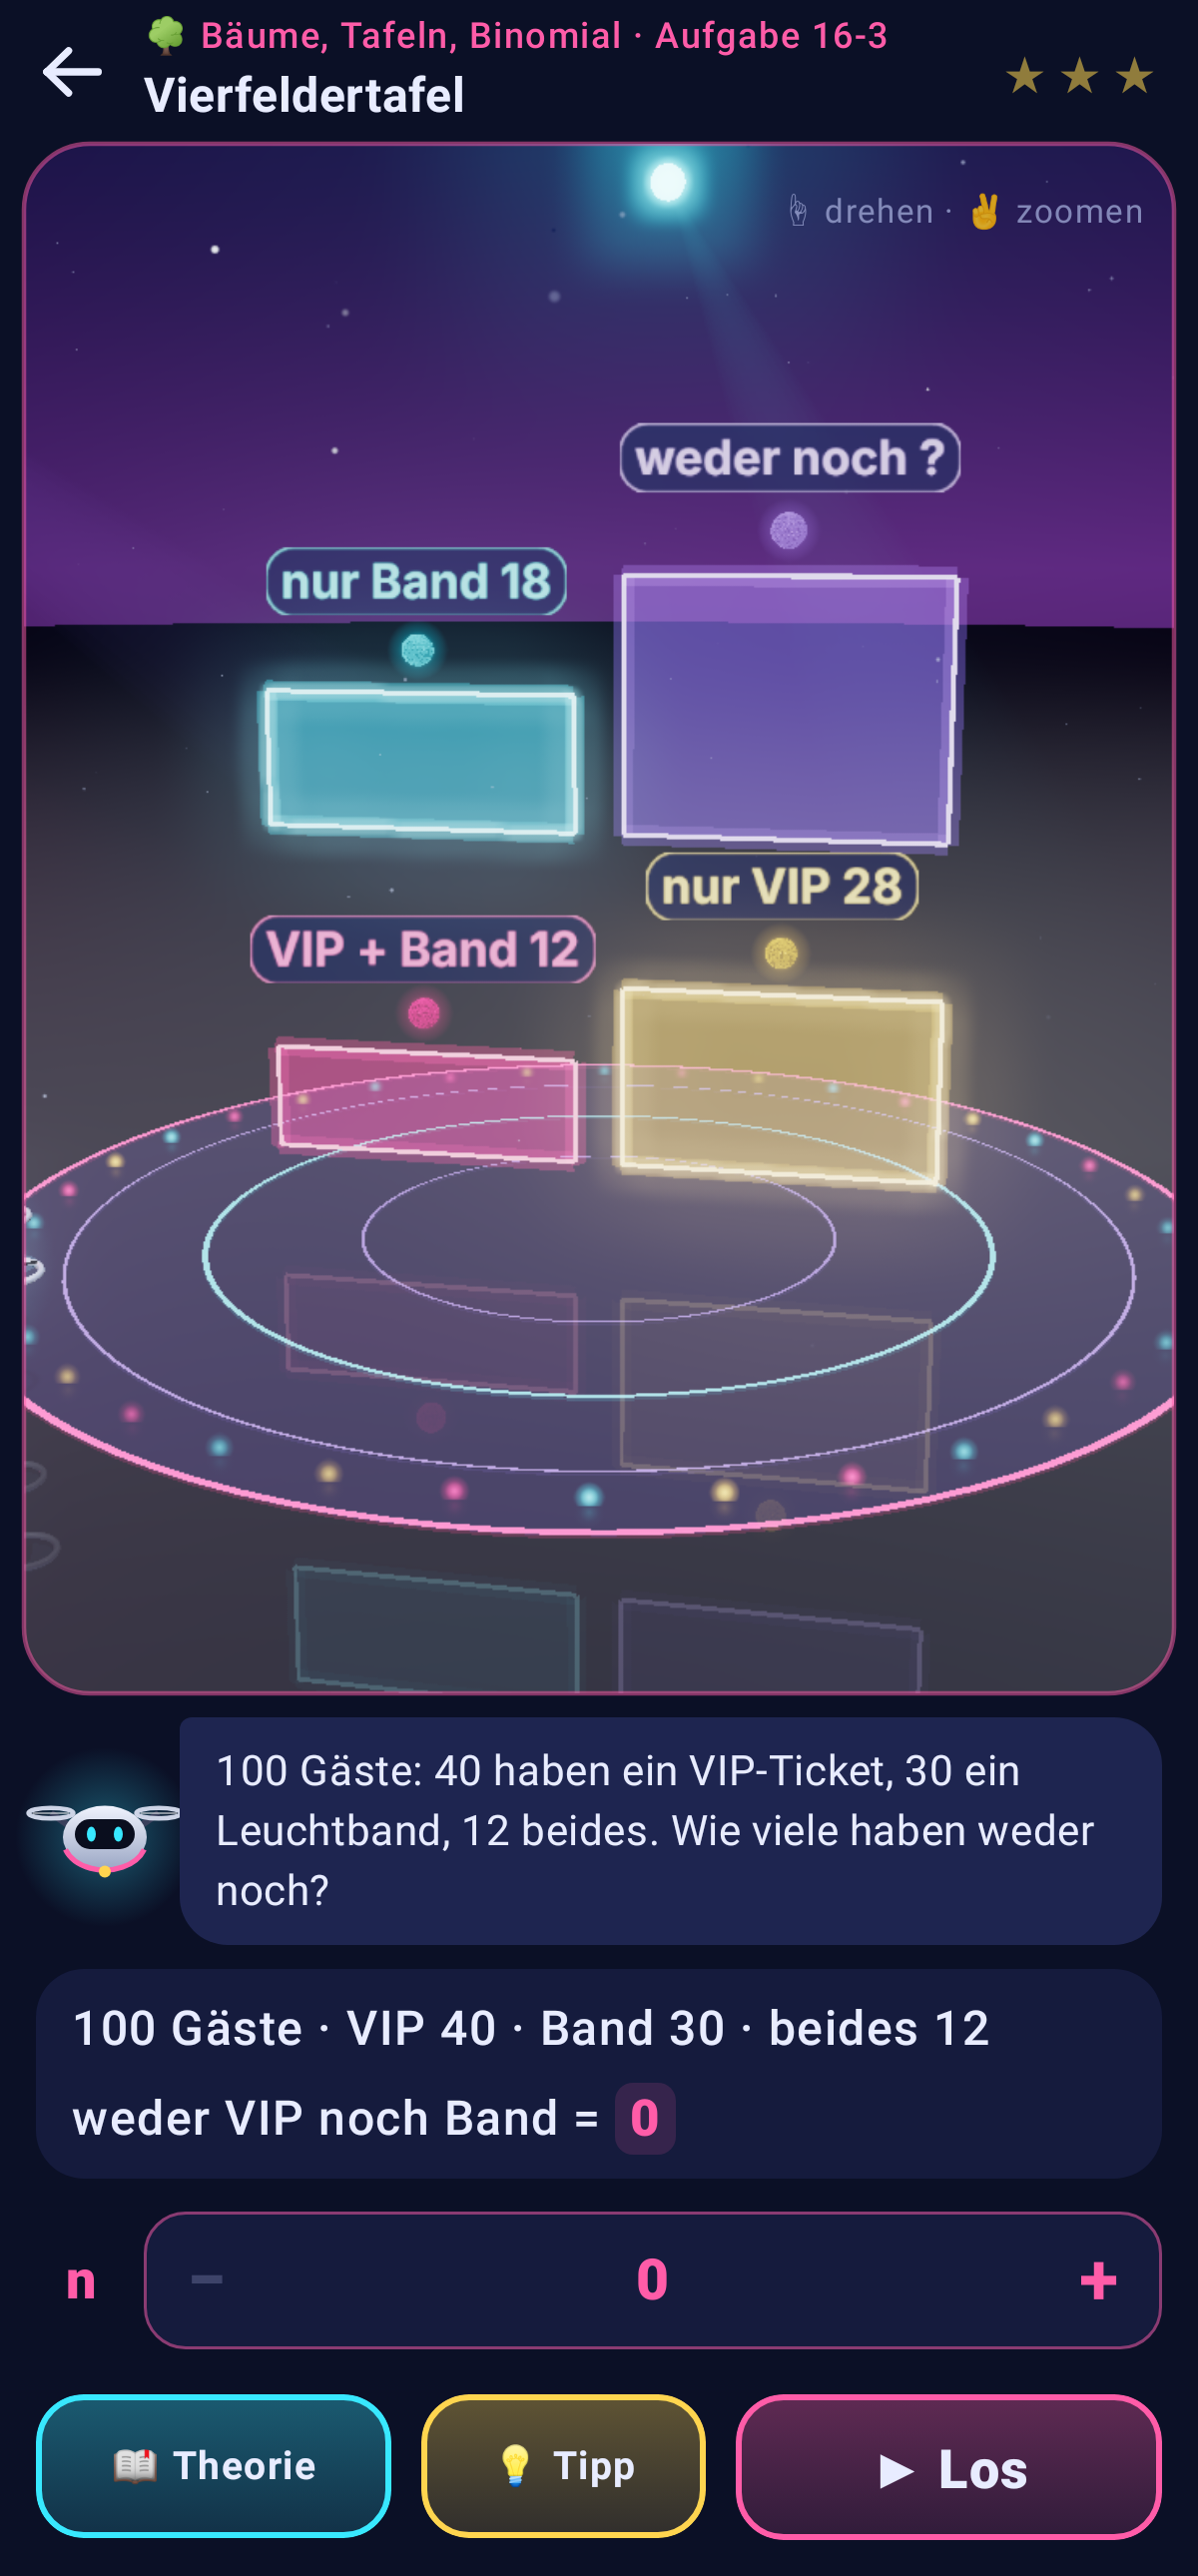 🌳 Bäume, Tafeln, Binomial · Aufgabe 16-3
Vierfeldertafel
★ ★ ★
☝ drehen · ✌ zoomen
weder noch ?
nur Band 18
nur VIP 28
VIP + Band 12
100 Gäste: 40 haben ein VIP-Ticket, 30 ein
Leuchtband, 12 beides. Wie viele haben weder
noch?
100 Gäste · VIP 40 · Band 30 · beides 12
weder VIP noch Band = 0
n − 0 +
📖 Theorie
💡 Tipp
▶ Los